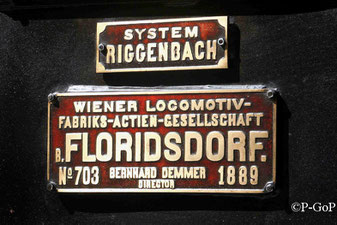 SYSTEM
RIGGENBACH
WIENER LOCOMOTIV-
FABRIKS-ACTIEN-GESELLSCHAFT
B. FLORIDSDORF.
No 703 BERNHARD DEMMER 1889
DIRECTOR
©P-GoP